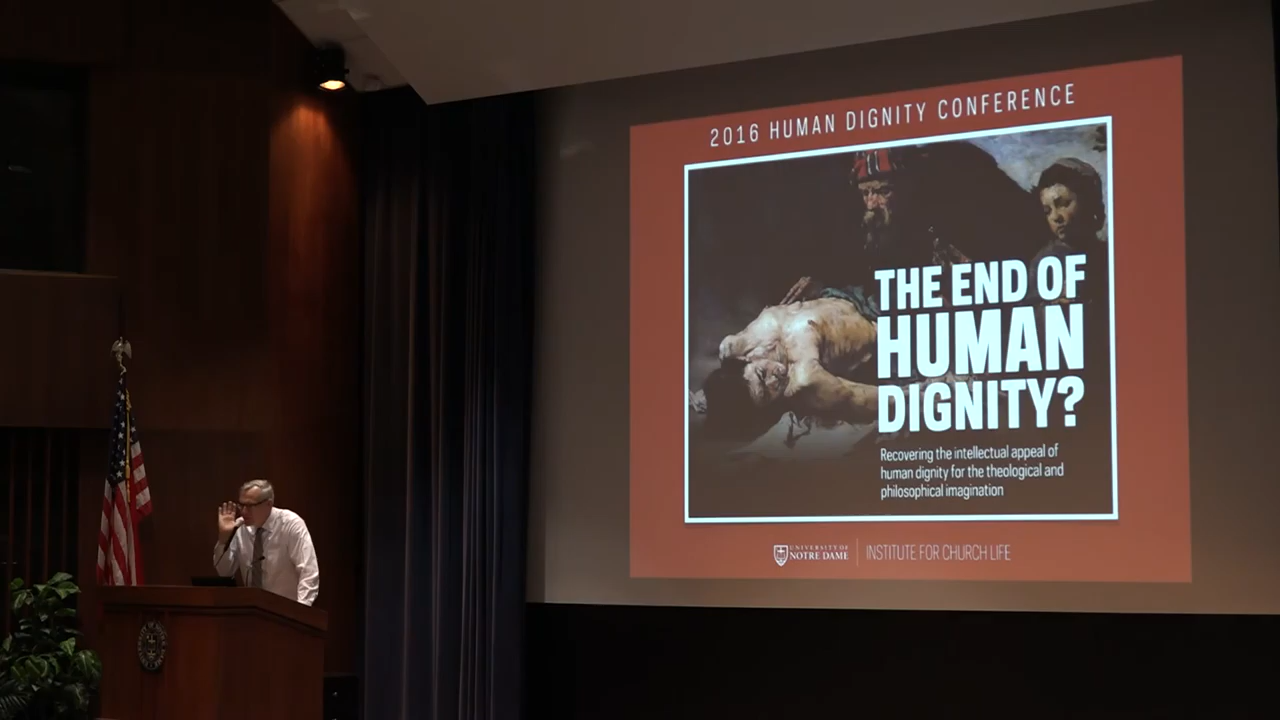 2016 HUMAN DIGNITY CONFERENCE
THE END OF
HUMAN
DIGNITY?
Recovering the intellectual appeal of
human dignity for the theological and
philosophical imagination
UNIVERSITY OF
NOTRE DAME
INSTITUTE FOR CHURCH LIFE